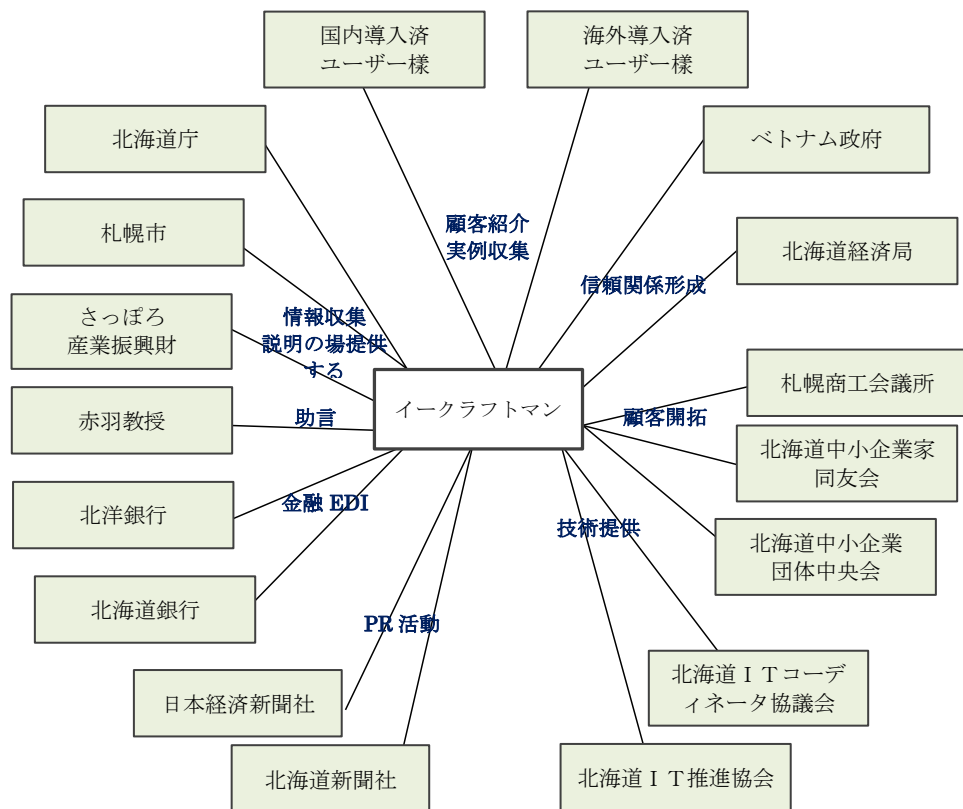 国内導入済
ユーザー様
海外導入済
ユーザー様
北海道庁
ベトナム政府
札幌市
顧客紹介
実例収集
北海道経済局
信頼関係形成
さっぽろ
産業振興財
情報収集
説明の場提供
する
イークラフトマン
札幌商工会議所
赤羽教授
助言
顧客開拓
北海道中小企業家
同友会
北洋銀行
金融 EDI
技術提供
北海道中小企業
団体中央会
北海道銀行
PR 活動
北海道ＩＴコーデ
ィネータ協議会
日本経済新聞社
北海道新聞社
北海道ＩＴ推進協会